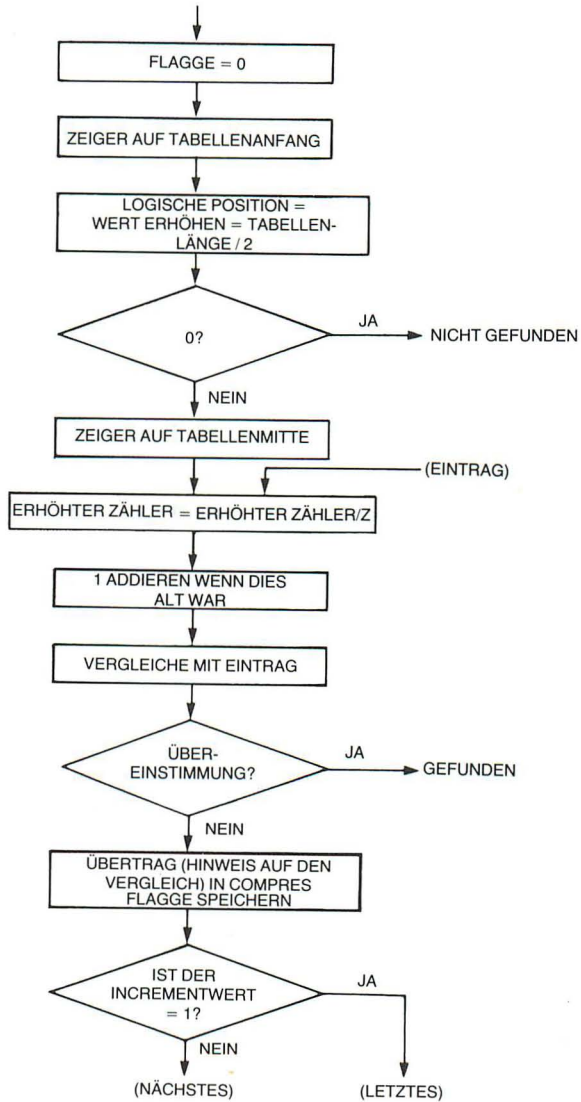 FLAGGE = 0
ZEIGER AUF TABELLENANFANG
LOGISCHE POSITION =
WERT ERHÖHEN = TABELLEN-
LÄNGE / 2
0?
JA
NICHT GEFUNDEN
NEIN
ZEIGER AUF TABELLENMITTE
(EINTRAG)
ERHÖHTER ZÄHLER = ERHÖHTER ZÄHLER/Z
1 ADDIEREN WENN DIES
ALT WAR
VERGLEICHE MIT EINTRAG
ÜBER-
EINSTIMMUNG?
JA
GEFUNDEN
NEIN
ÜBERTRAG (HINWEIS AUF DEN
VERGLEICH) IN COMPRES
FLAGGE SPEICHERN
IST DER
INCREMENTWERT
= 1?
JA
NEIN
(NÄCHSTES)
(LETZTES)